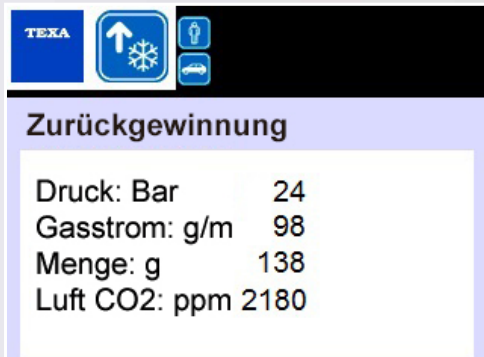 TEXA
Zurückgewinnung
Druck: Bar 24
Gasstrom: g/m 98
Menge: g 138
Luft CO2: ppm 2180